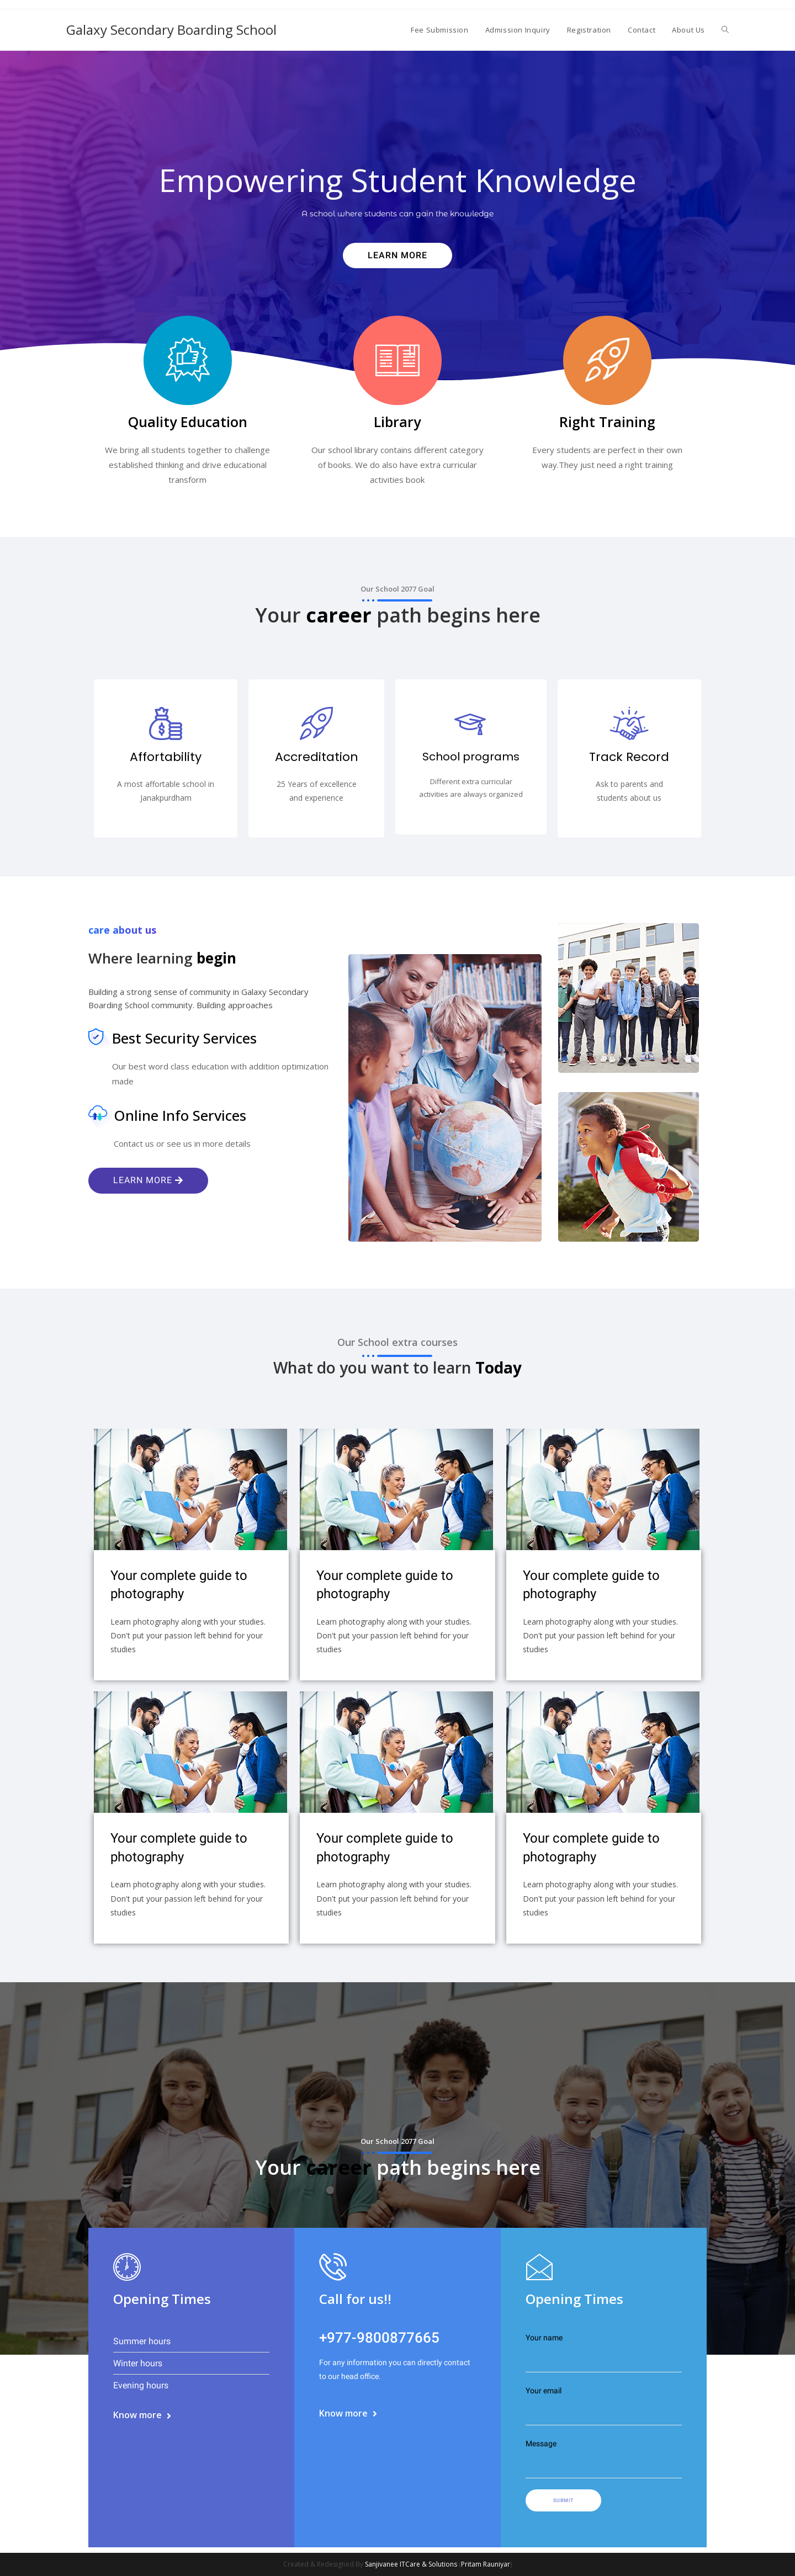 Galaxy Secondary Boarding School
Fee Submission
Admission Inquiry
Registration
Contact
About Us
Empowering Student Knowledge
A school where students can gain the knowledge
LEARN MORE
Quality Education
We bring all students together to challenge
established thinking and drive educational
transform
Library
Our school library contains different category
of books. We do also have extra curricular
activities book
Right Training
Every students are perfect in their own
way.They just need a right training
Our School 2077 Goal
Your career path begins here
Affortability
A most affortable school in
Janakpurdham
Accreditation
25 Years of excellence
and experience
School programs
Different extra curricular
activities are always organized
Track Record
Ask to parents and
students about us
care about us
Where learning begin
Building a strong sense of community in Galaxy Secondary
Boarding School community. Building approaches
Best Security Services
Our best word class education with addition optimization
made
Online Info Services
Contact us or see us in more details
LEARN MORE
Our School extra courses
What do you want to learn Today
Your complete guide to
photography
Learn photography along with your studies.
Don't put your passion left behind for your
studies
Your complete guide to
photography
Learn photography along with your studies.
Don't put your passion left behind for your
studies
Your complete guide to
photography
Learn photography along with your studies.
Don't put your passion left behind for your
studies
Your complete guide to
photography
Learn photography along with your studies.
Don't put your passion left behind for your
studies
Your complete guide to
photography
Learn photography along with your studies.
Don't put your passion left behind for your
studies
Your complete guide to
photography
Learn photography along with your studies.
Don't put your passion left behind for your
studies
Our School 2077 Goal
Your career path begins here
Opening Times
Summer hours
Winter hours
Evening hours
Know more
Call for us!!
+977-9800877665
For any information you can directly contact
to our head office.
Know more
Opening Times
Your name
Your email
Message
SUBMIT
Created & Redesigned By Sanjivanee ITCare & Solutions (Pritam Rauniyar)